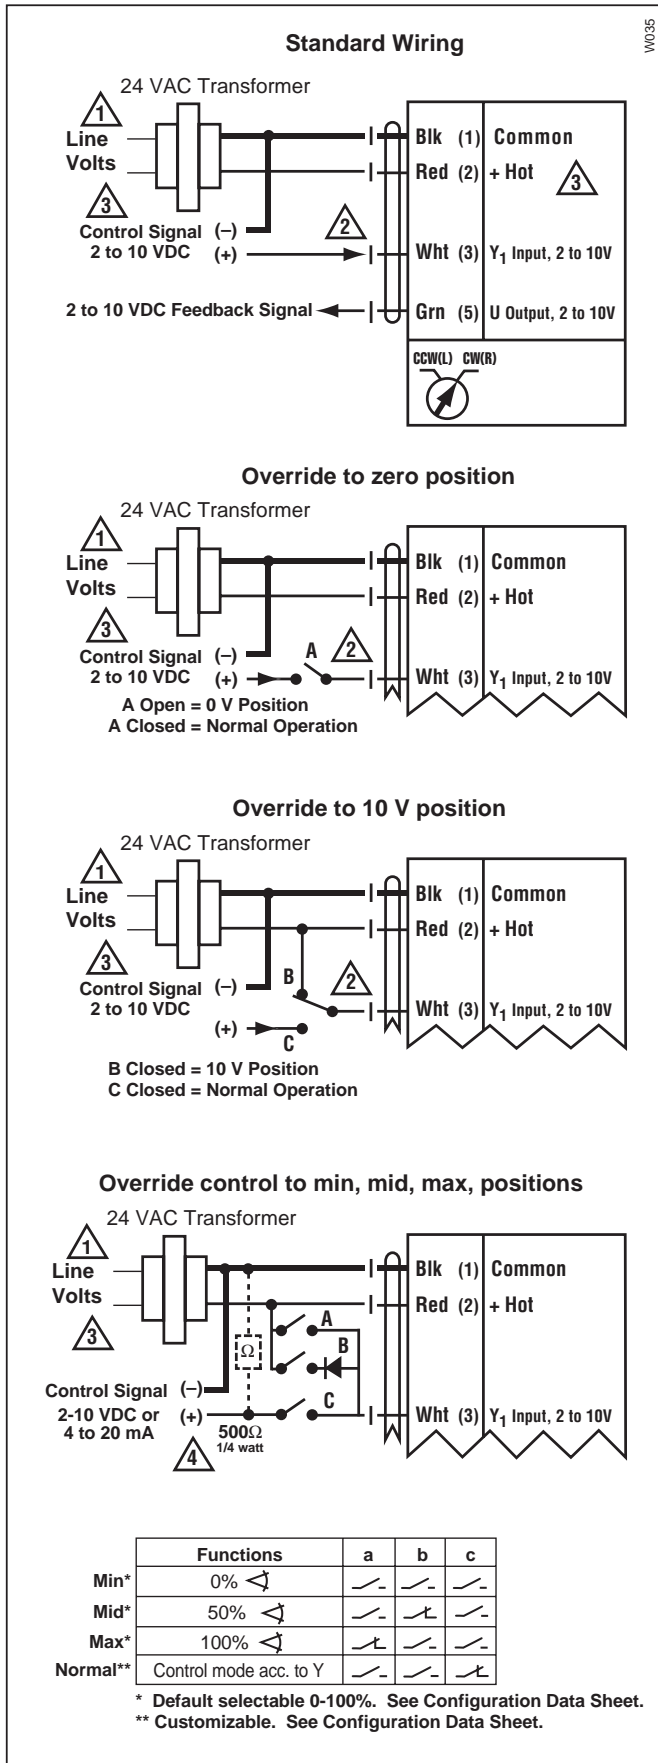 W035
Standard Wiring
24 VAC Transformer
1
Line
Volts
3
Control Signal (–)
2 to 10 VDC (+)
2
2 to 10 VDC Feedback Signal
Blk (1) Common
Red (2) + Hot
3
Wht (3) Y1 Input, 2 to 10V
Grn (5) U Output, 2 to 10V
CCW(L) CW(R)
Override to zero position
24 VAC Transformer
1
Line
Volts
3
Control Signal (–)
2 to 10 VDC (+)
A
2
A Open = 0 V Position
A Closed = Normal Operation
Blk (1) Common
Red (2) + Hot
Wht (3) Y1 Input, 2 to 10V
Override to 10 V position
24 VAC Transformer
1
Line
Volts
3
Control Signal (–)
2 to 10 VDC
(+)
B
2
C
B Closed = 10 V Position
C Closed = Normal Operation
Blk (1) Common
Red (2) + Hot
Wht (3) Y1 Input, 2 to 10V
Override control to min, mid, max, positions
24 VAC Transformer
1
Line
Volts
3
Control Signal (–)
2-10 VDC or (+)
4 to 20 mA
4
Ω
500Ω
1/4 watt
A
B
C
Blk (1) Common
Red (2) + Hot
Wht (3) Y1 Input, 2 to 10V
Functions a b c
Min* 0%
Mid* 50%
Max* 100%
Normal** Control mode acc. to Y
* Default selectable 0-100%. See Configuration Data Sheet.
** Customizable. See Configuration Data Sheet.